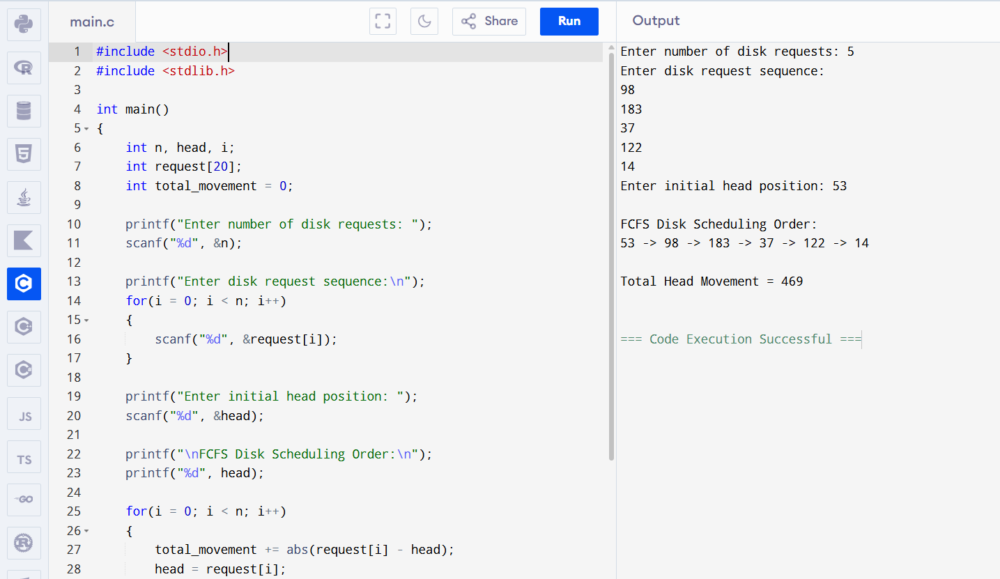 main.c
Share
Run
Output
JS
TS
GO
1 #include <stdio.h>
2 #include <stdlib.h>
3
4 int main()
5 {
6     int n, head, i;
7     int request[20];
8     int total_movement = 0;
9
10     printf("Enter number of disk requests: ");
11     scanf("%d", &n);
12
13     printf("Enter disk request sequence:\n");
14     for(i = 0; i < n; i++)
15     {
16         scanf("%d", &request[i]);
17     }
18
19     printf("Enter initial head position: ");
20     scanf("%d", &head);
21
22     printf("\nFCFS Disk Scheduling Order:\n");
23     printf("%d", head);
24
25     for(i = 0; i < n; i++)
26     {
27         total_movement += abs(request[i] - head);
28         head = request[i];
Enter number of disk requests: 5
Enter disk request sequence:
98
183
37
122
14
Enter initial head position: 53

FCFS Disk Scheduling Order:
53 -> 98 -> 183 -> 37 -> 122 -> 14

Total Head Movement = 469

=== Code Execution Successful ===